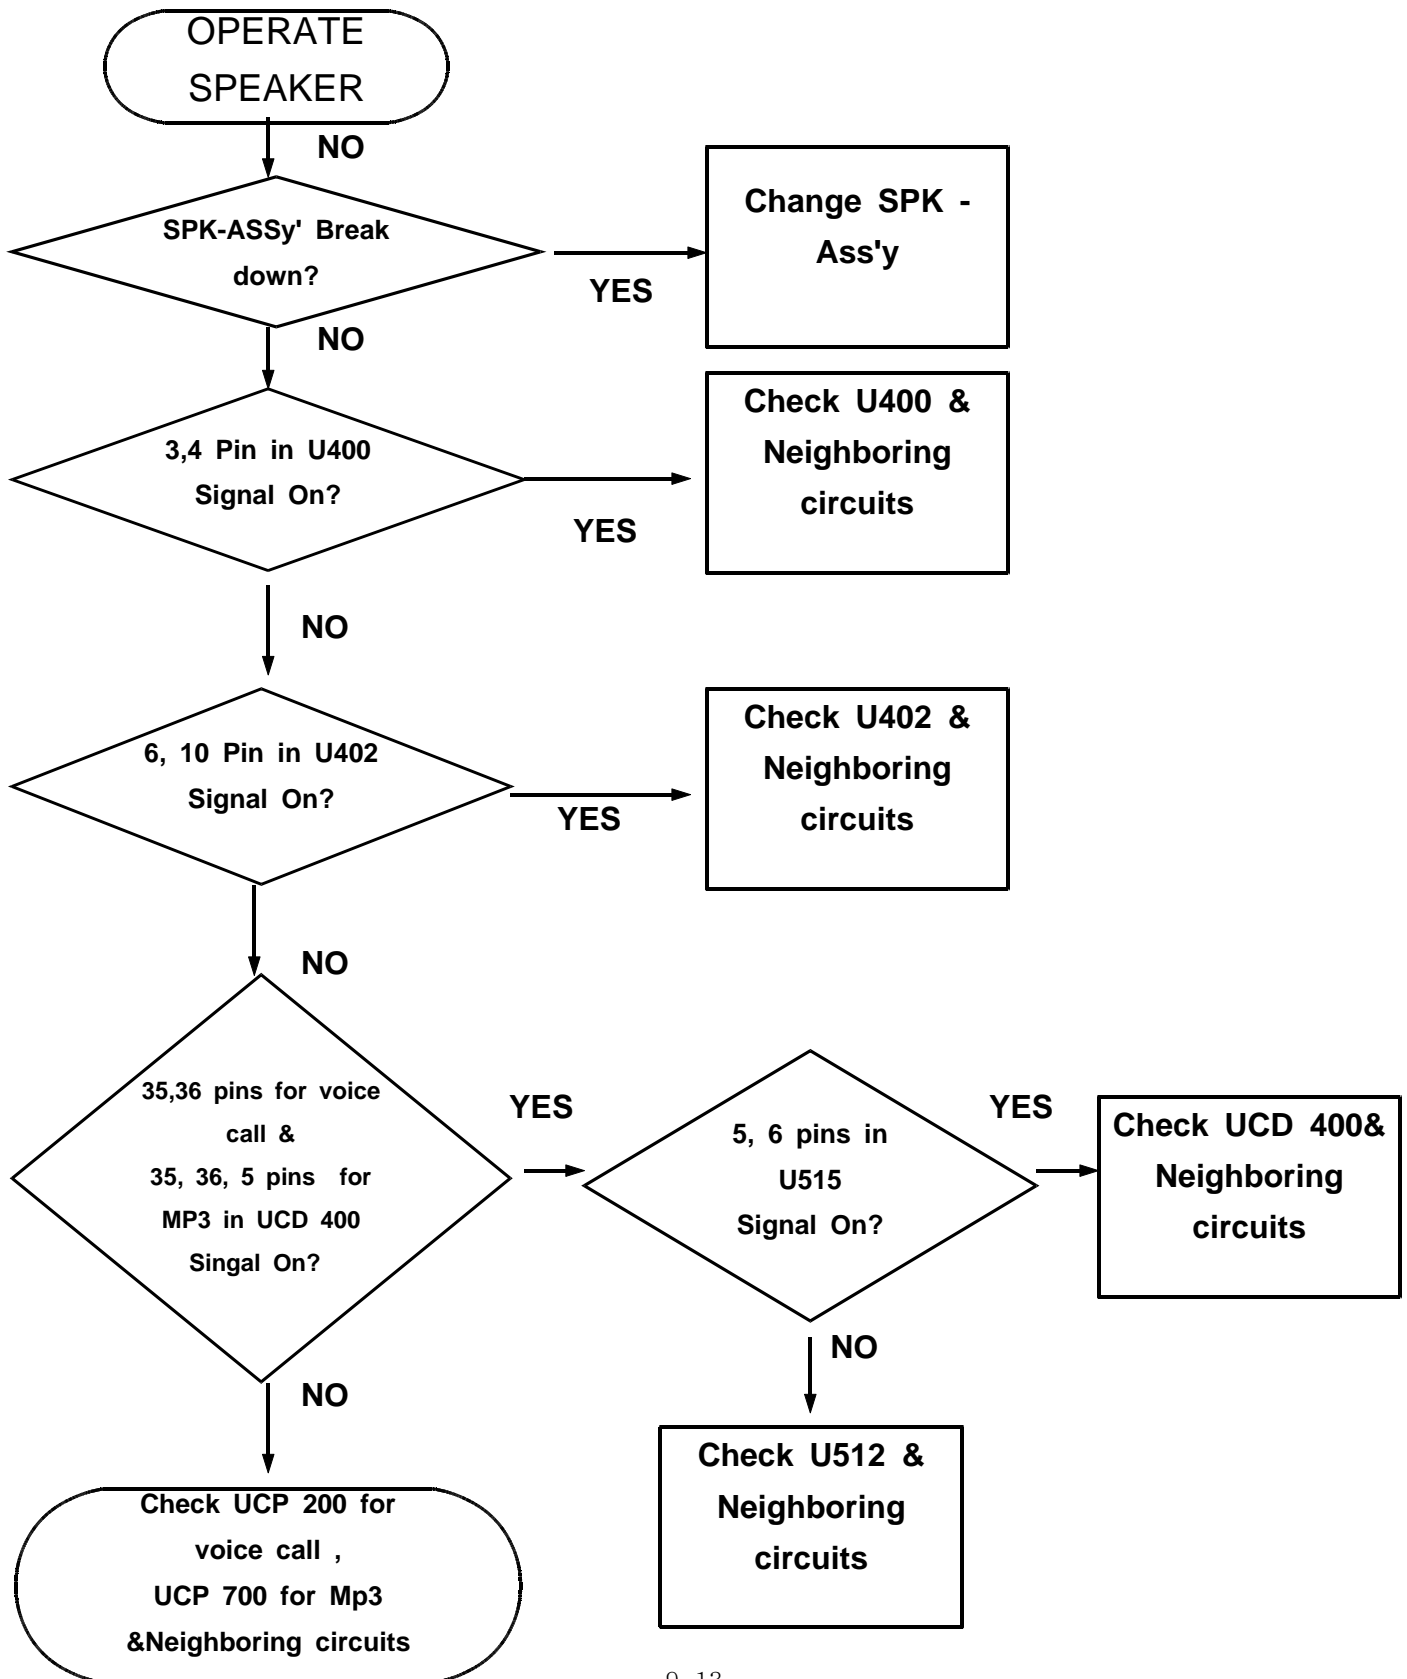 OPERATE
SPEAKER
NO
SPK-ASSy' Break
down?
YES
Change SPK -
Ass'y
NO
3,4 Pin in U400
Signal On?
YES
Check U400 &
Neighboring
circuits
NO
6, 10 Pin in U402
Signal On?
YES
Check U402 &
Neighboring
circuits
NO
35,36 pins for voice
call &
35, 36, 5 pins for
MP3 in UCD 400
Singal On?
YES
5, 6 pins in
U515
Signal On?
YES
Check UCD 400&
Neighboring
circuits
NO
Check U512 &
Neighboring
circuits
NO
Check UCP 200 for
voice call ,
UCP 700 for Mp3
&Neighboring circuits